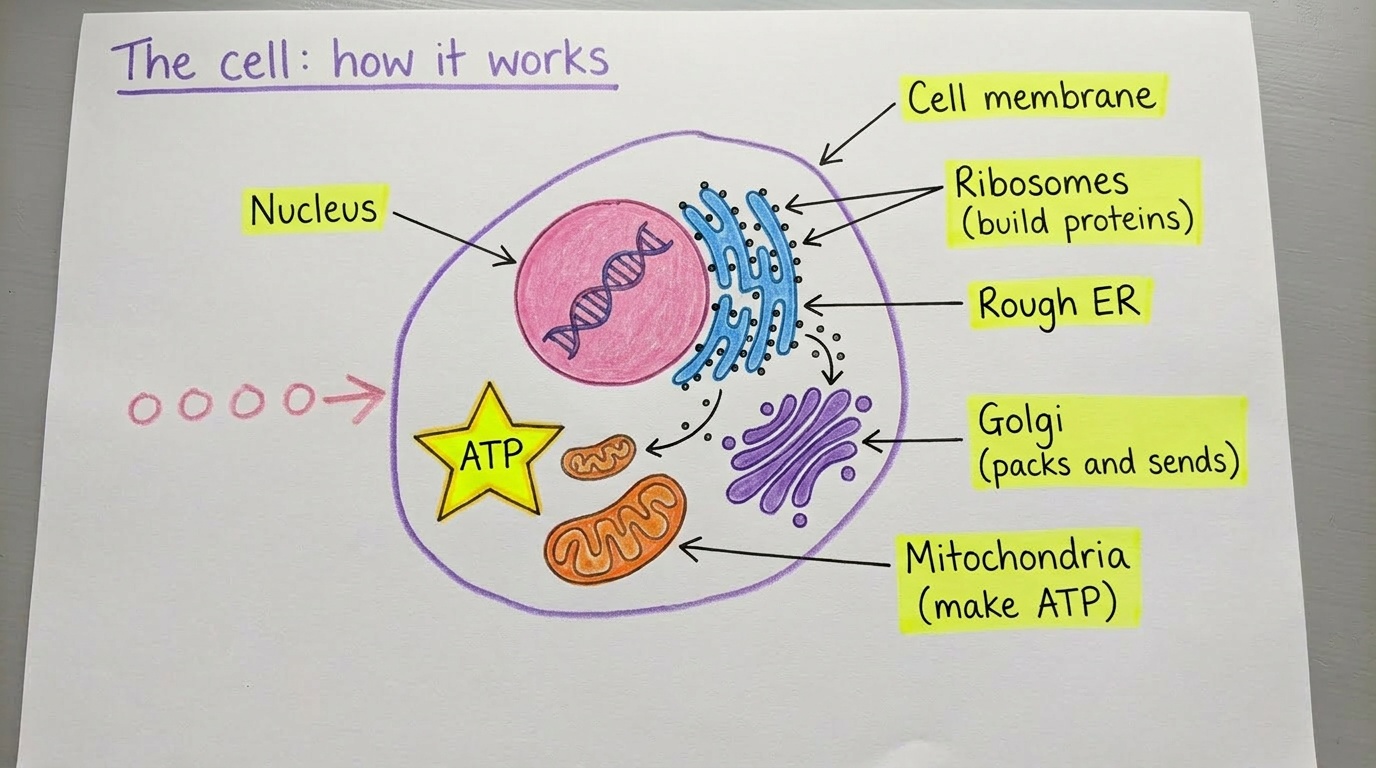 The cell: how it works
Cell membrane
Nucleus
Ribosomes
(build proteins)
Rough ER
Golgi
(packs and sends)
ATP
Mitochondria
(make ATP)